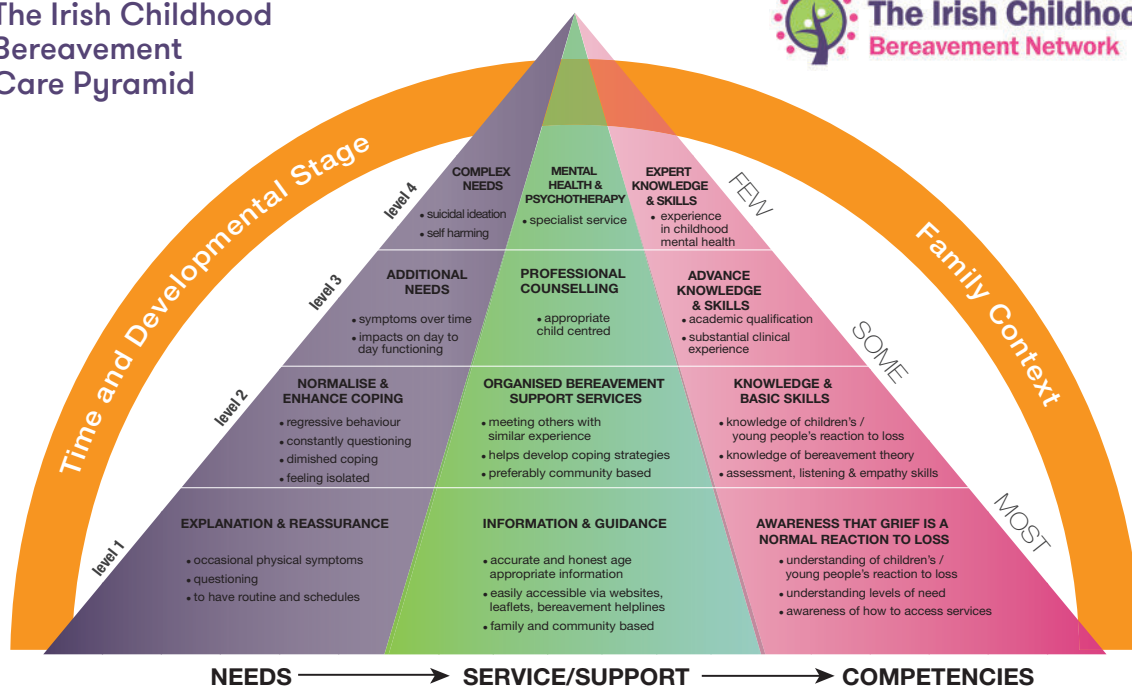 The Irish Childhood
Bereavement
Care Pyramid
The Irish Childhoo
Bereavement Network
Time and Developmental Stage
Family Context
level 4
COMPLEX
NEEDS
• suicidal ideation
• self harming
MENTAL
HEALTH &
PSYCHOTHERAPY
• specialist service
EXPERT
KNOWLEDGE
& SKILLS
• experience
in childhood
mental health
FEW
level 3
ADDITIONAL
NEEDS
• symptoms over time
• impacts on day to
day functioning
PROFESSIONAL
COUNSELLING
• appropriate
child centred
ADVANCE
KNOWLEDGE
& SKILLS
• academic qualification
• substantial clinical
experience
SOME
level 2
NORMALISE &
ENHANCE COPING
• regressive behaviour
• constantly questioning
• dimished coping
• feeling isolated
ORGANISED BEREAVEMENT
SUPPORT SERVICES
• meeting others with
similar experience
• helps develop coping strategies
• preferably community based
KNOWLEDGE &
BASIC SKILLS
• knowledge of children's /
young people's reaction to loss
• knowledge of bereavement theory
• assessment, listening & empathy skills
MOST
level 1
EXPLANATION & REASSURANCE
• occasional physical symptoms
• questioning
• to have routine and schedules
INFORMATION & GUIDANCE
• accurate and honest age
appropriate information
• easily accessible via websites,
leaflets, bereavement helplines
• family and community based
AWARENESS THAT GRIEF IS A
NORMAL REACTION TO LOSS
• understanding of children's /
young people's reaction to loss
• understanding levels of need
• awareness of how to access services
NEEDS → SERVICE/SUPPORT → COMPETENCIES